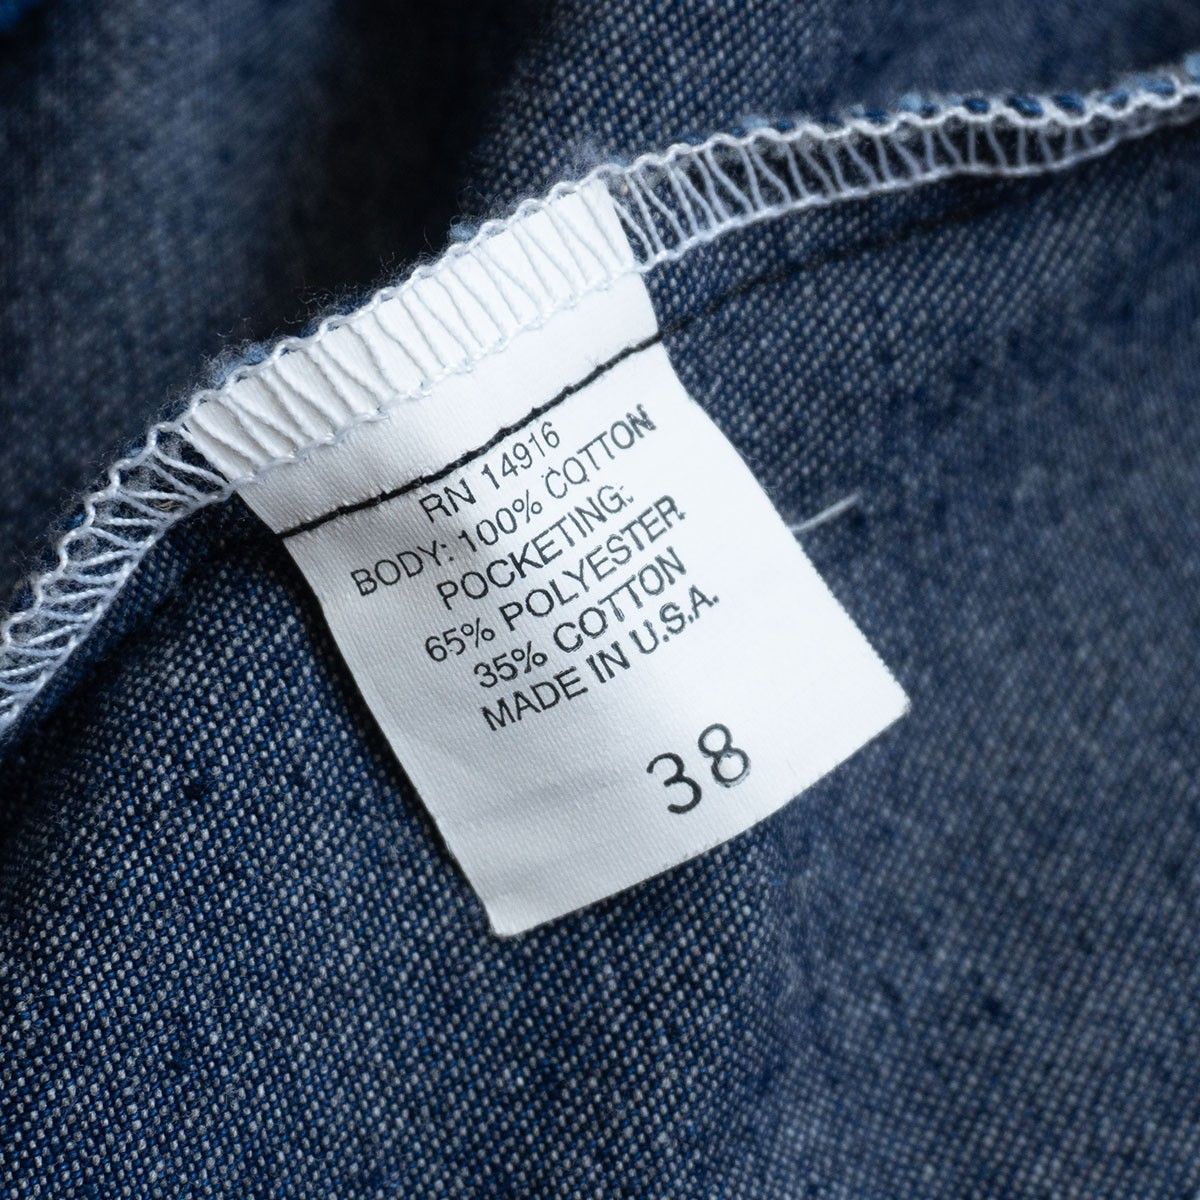 RN 14916
BODY: 100% COTTON
POCKETING:
65% POLYESTER
35% COTTON
MADE IN U.S.A.
38